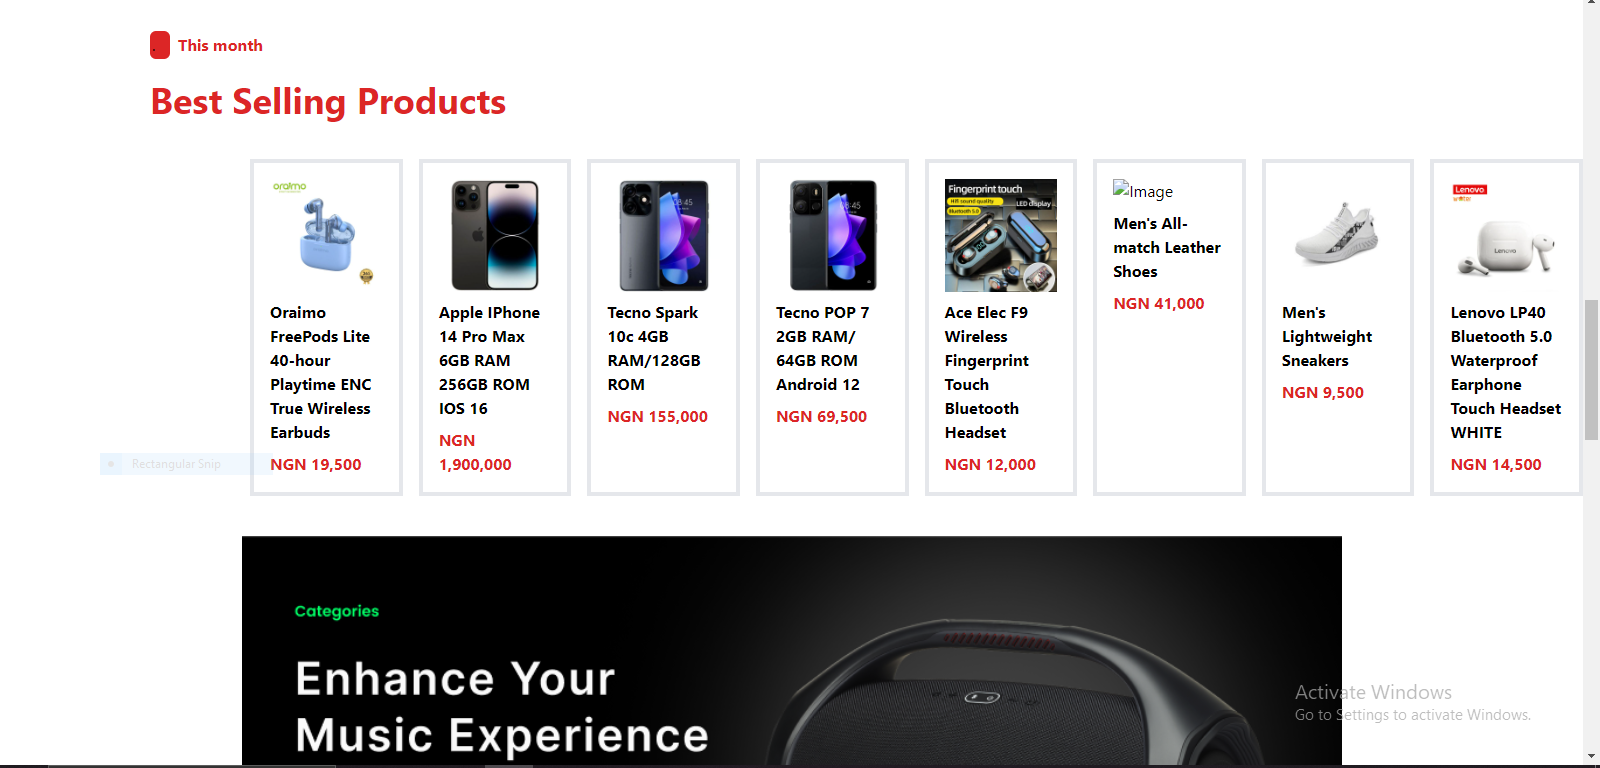 This month
Best Selling Products
oraimo
Oraimo
FreePods Lite
40-hour
Playtime ENC
True Wireless
Earbuds
NGN 19,500
Apple IPhone
14 Pro Max
6GB RAM
256GB ROM
IOS 16
NGN
1,900,000
08:45
Tecno Spark
10c 4GB
RAM/128GB
ROM
NGN 155,000
08:45
Tecno POP 7
2GB RAM/
64GB ROM
Android 12
NGN 69,500
Fingerprint touch
Hifi sound quality
Bluetooth 5.0
LED display
Ace Elec F9
Wireless
Fingerprint
Touch
Bluetooth
Headset
NGN 12,000
Image
Men's All-
match Leather
Shoes
NGN 41,000
Men's
Lightweight
Sneakers
NGN 9,500
Lenovo
Lenovo
Lenovo LP40
Bluetooth 5.0
Waterproof
Earphone
Touch Headset
WHITE
NGN 14,500
Rectangular Snip
Categories
Enhance Your
Music Experience
Activate Windows
Go to Settings to activate Windows.